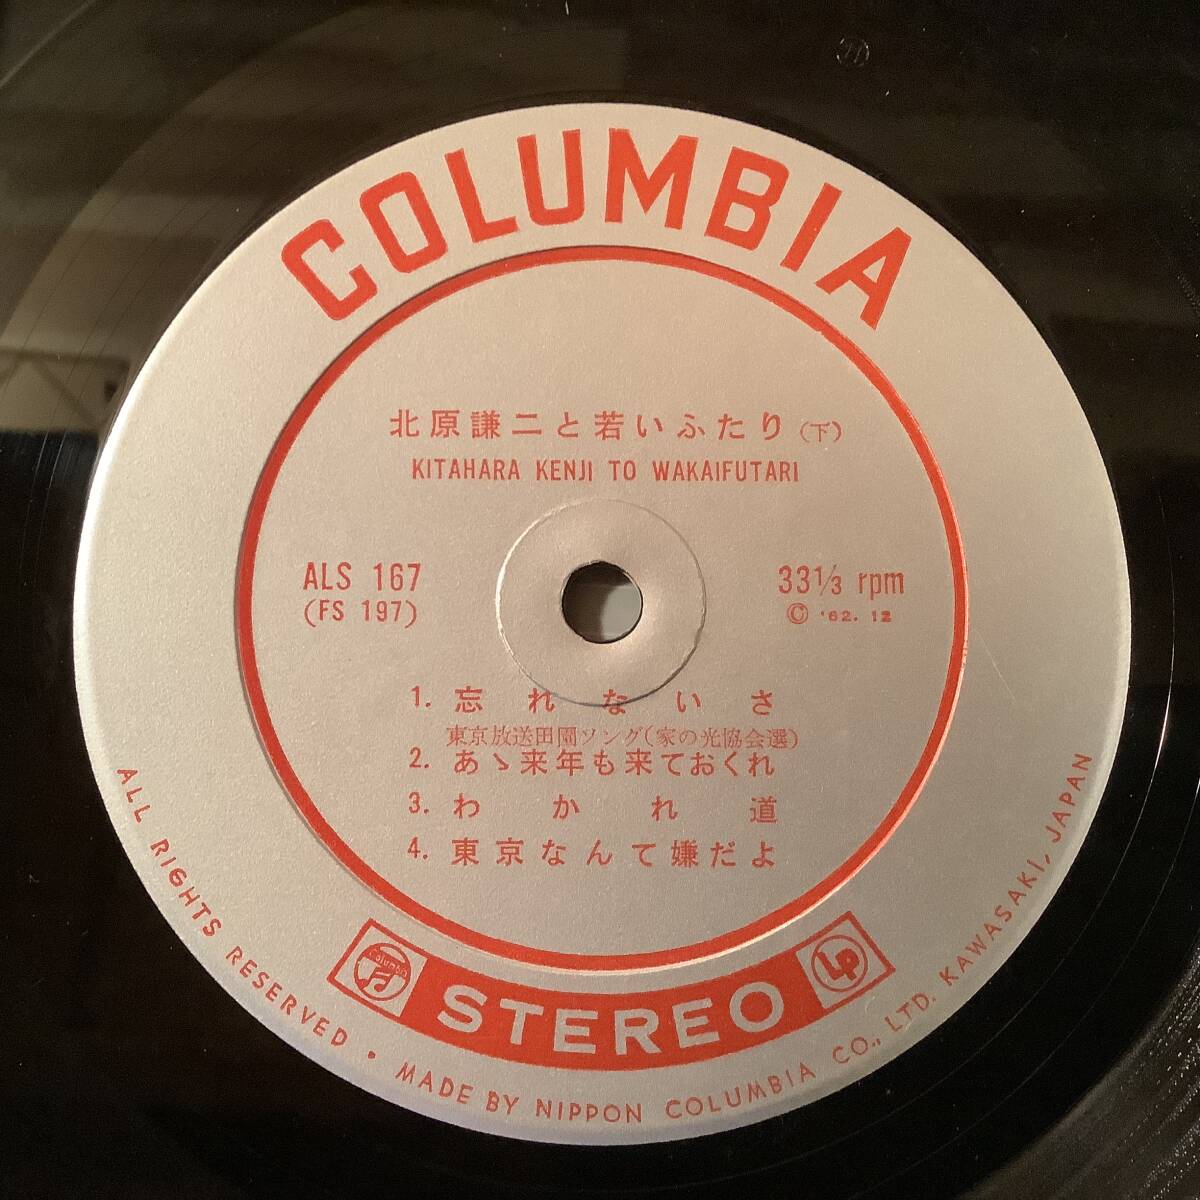 COLUMBIA
北原謙二と若いふたり(下)
KITAHARA KENJI TO WAKAIFUTARI
ALS 167
(FS 197)
33 1/3 rpm
© '62. 12
1. 忘れないさ
東京放送田園ソング(家の光協会選)
2. あゝ来年も来ておくれ
3. わかれ道
4. 東京なんて嫌だよ
Columbia
STEREO
LP
ALL RIGHTS RESERVED • MADE BY NIPPON COLUMBIA CO., LTD. KAWASAKI, JAPAN